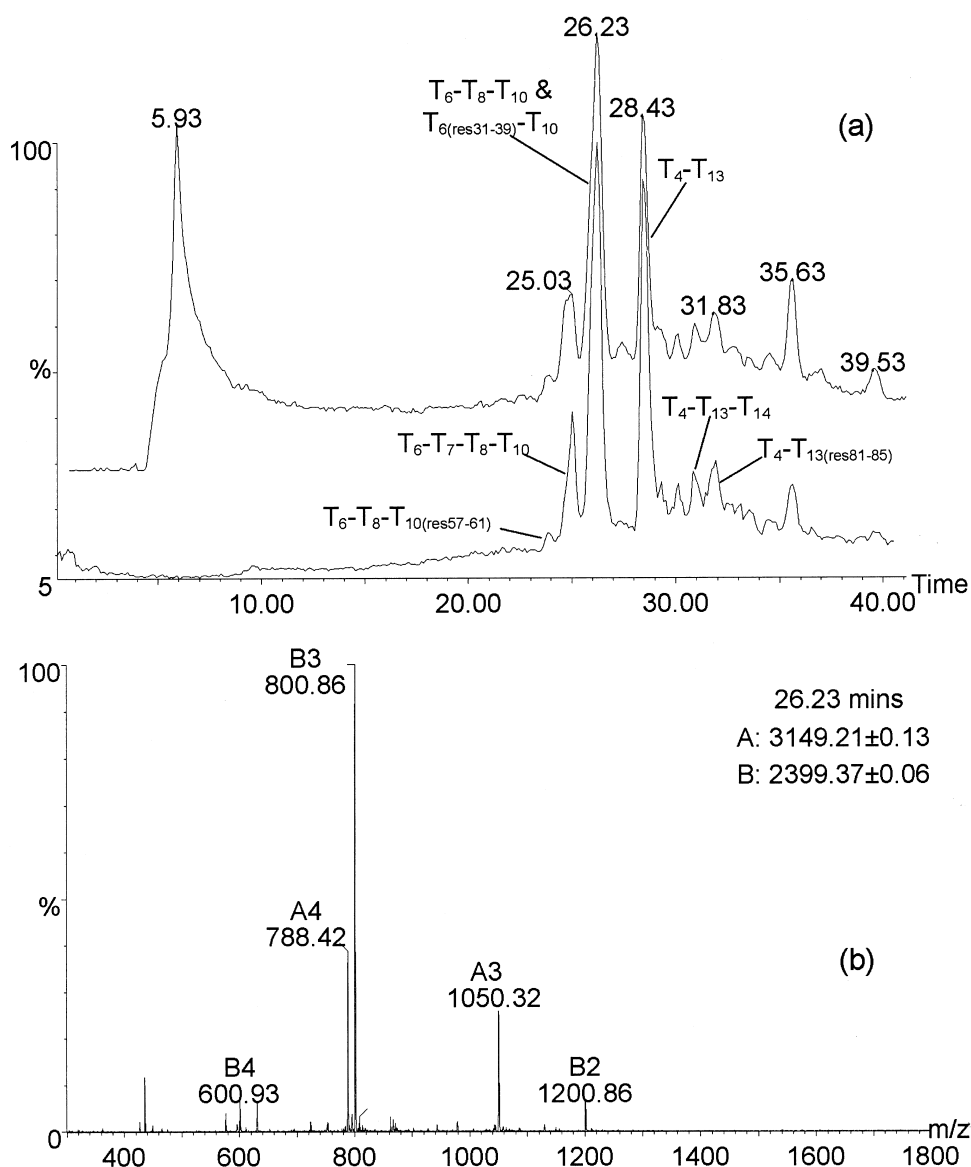 26.23
T6-T8-T10 &
T6(res31-39)-T10
5.93
28.43
(a)
100
T4-T13
25.03
35.63
31.83
%
39.53
T4-T13-T14
T6-T7-T8-T10
T4-T13(res81-85)
T6-T8-T10(res57-61)
5
10.00
20.00
30.00
40.00
Time
100
B3
800.86
26.23 mins
A: 3149.21±0.13
B: 2399.37±0.06
%
A4
788.42
(b)
A3
1050.32
B4
600.93
B2
1200.86
0
400
600
800
1000
1200
1400
1600
1800
m/z